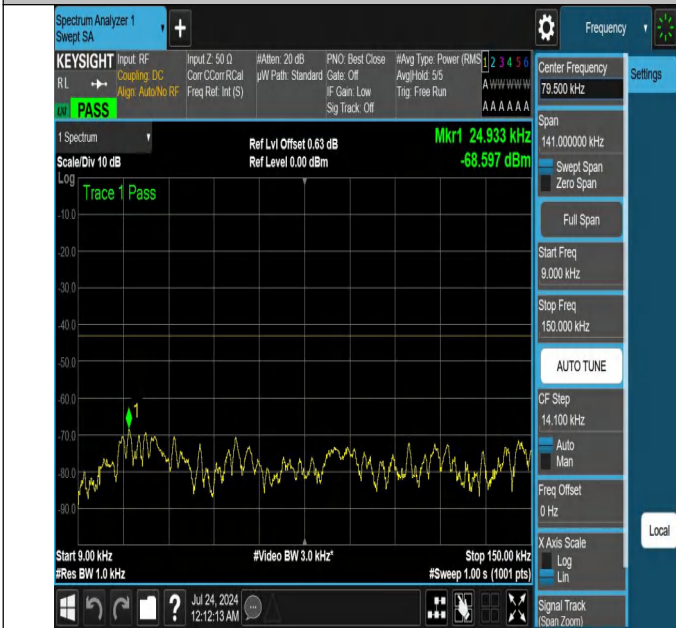 Spectrum Analyzer 1
Swept SA
+
Frequency
KEYSIGHT
RL
PASS
Input: RF
Coupling: DC
Align: Auto/No RF
Input Z: 50 Ω
Corr CCorr RCal
Freq Ref: Int (S)
#Atten: 20 dB
µW Path: Standard
PNO: Best Close
Gate: Off
IF Gain: Low
Sig Track: Off
#Avg Type: Power (RMS
Avg|Hold: 5/5
Trig: Free Run
1 2 3 4 5 6
A W W W W W
A A A A A A
Center Frequency
79.500 kHz
Settings
1 Spectrum
Scale/Div 10 dB
Ref Lvl Offset 0.63 dB
Ref Level 0.00 dBm
Mkr1 24.933 kHz
-68.597 dBm
Log
Trace 1 Pass
-10.0
-20.0
-30.0
-40.0
-50.0
-60.0
-70.0
-80.0
-90.0
1
Start 9.00 kHz
#Res BW 1.0 kHz
#Video BW 3.0 kHz*
Stop 150.00 kHz
#Sweep 1.00 s (1001 pts)
Span
141.000000 kHz
Swept Span
Zero Span
Full Span
Start Freq
9.000 kHz
Stop Freq
150.000 kHz
AUTO TUNE
CF Step
14.100 kHz
Auto
Man
Freq Offset
0 Hz
X Axis Scale
Log
Lin
Local
Signal Track
(Span Zoom)
?
Jul 24, 2024
12:12:13 AM